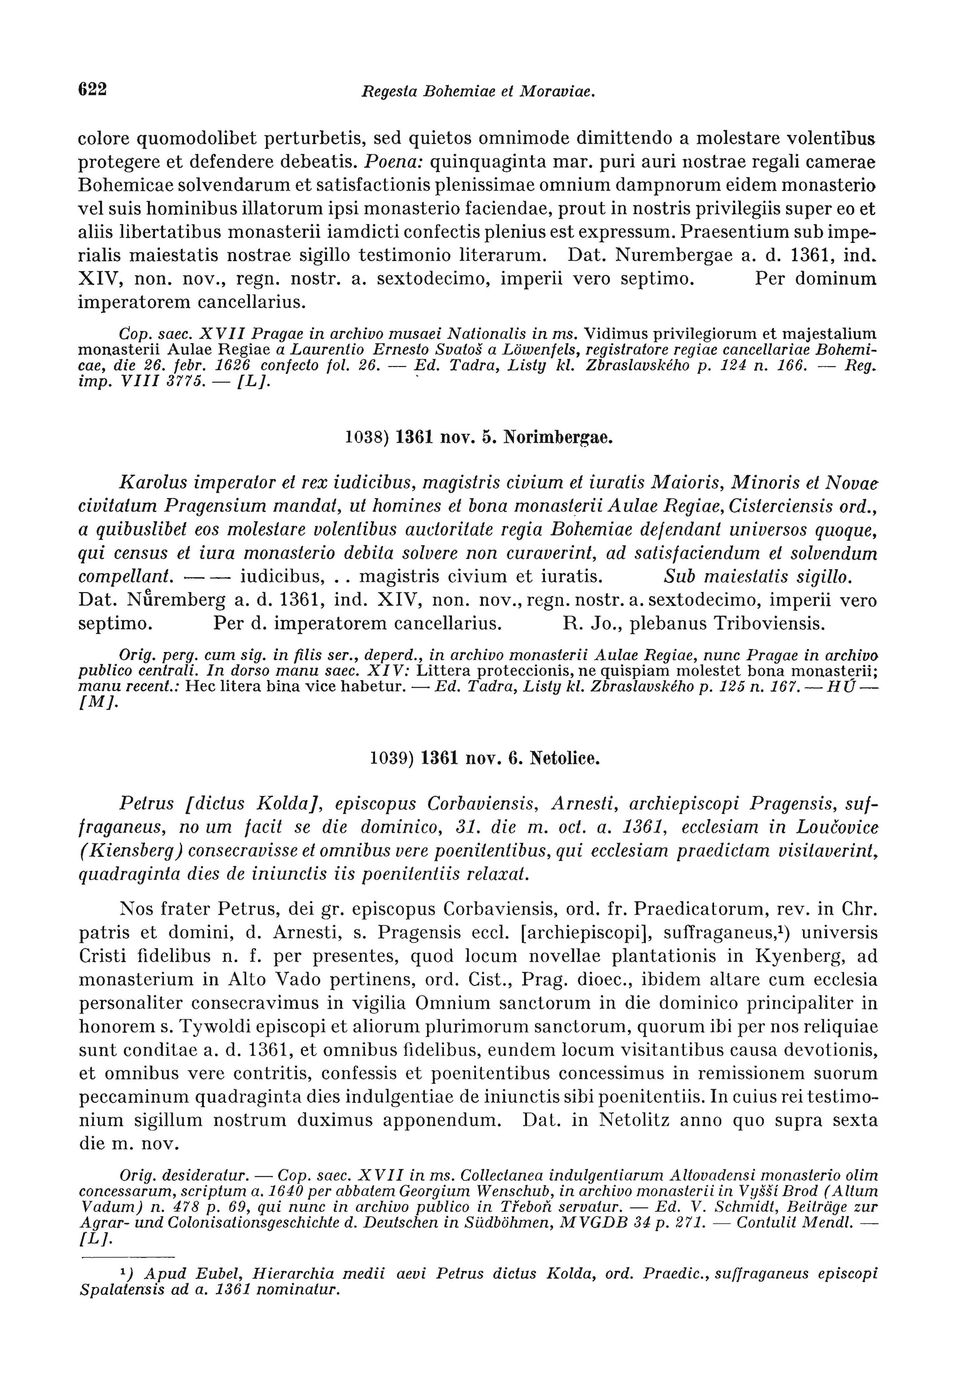 622
Regesta Bohemiae et Moraviae.
colore quomodolibet perturbetis, sed quietos omnimode dimittendo a molestare volentibus
protegere et defendere debeatis. Poena: quinquaginta mar. puri auri nostrae regali camerae
Bohemicae solvendarum et satisfactionis plenissimae omnium dampnorum eidem monasterio
vel suis hominibus illatorum ipsi monasterio faciendae, prout in nostris privilegiis super eo et
aliis libertatibus monasterii iamdicti confectis plenius est expressum. Praesentium sub impe-
rialis maiestatis nostrae sigillo testimonio literarum. Dat. Nurembergae a. d. 1361, ind.
XIV, non. nov., regn. nostr. a. sextodecimo, imperii vero septimo. Per dominum
imperatorem cancellarius.
Cop. saec. XVII Pragae in archivo musaei Nationalis in ms. Vidimus privilegiorum et majestalium
monasterii Aulae Regiae a Laurentio Ernesto Svatoš a Löwenfels, registratore regiae cancellariae Bohemi-
cae, die 26. febr. 1626 confecto fol. 26. — Ed. Tadra, Listy kl. Zbraslavského p. 124 n. 166. — Reg.
imp. VIII 3775. — [L].
1038) 1361 nov. 5. Norimbergae.
Karolus imperator et rex iudicibus, magistris civium et iuratis Maioris, Minoris et Novae
civitatum Pragensium mandat, ut homines et bona monasterii Aulae Regiae, Cisterciensis ord.,
a quibuslibet eos molestare volentibus auctoritate regia Bohemiae defendant universos quoque,
qui census et iura monasterio debita solvere non curaverint, ad satisfaciendum et solvendum
compellant. — — iudicibus, . . magistris civium et iuratis. Sub maiestatis sigillo.
Dat. Nůremberg a. d. 1361, ind. XIV, non. nov., regn. nostr. a. sextodecimo, imperii vero
septimo. Per d. imperatorem cancellarius. R. Jo., plebanus Triboviensis.
Orig. perg. cum sig. in filis ser., deperd., in archivo monasterii Aulae Regiae, nunc Pragae in archivo
publico centrali. In dorso manu saec. XIV: Littera proteccionis, ne quispiam molestet bona monasterii;
manu recent.: Hec litera bina vice habetur. — Ed. Tadra, Listy kl. Zbraslavského p. 125 n. 167. — HÚ —
[M].
1039) 1361 nov. 6. Netolice.
Petrus [dictus Kolda], episcopus Corbaviensis, Arnesti, archiepiscopi Pragensis, suf-
fraganeus, no um facit se die dominico, 31. die m. oct. a. 1361, ecclesiam in Loučovice
(Kiensberg) consecravisse et omnibus vere poenitentibus, qui ecclesiam praedictam visitaverint,
quadraginta dies de iniunctis iis poenitentiis relaxat.
Nos frater Petrus, dei gr. episcopus Corbaviensis, ord. fr. Praedicatorum, rev. in Chr.
patris et domini, d. Arnesti, s. Pragensis eccl. [archiepiscopi], suffraganeus,¹) universis
Cristi fidelibus n. f. per presentes, quod locum novellae plantationis in Kyenberg, ad
monasterium in Alto Vado pertinens, ord. Cist., Prag. dioec., ibidem altare cum ecclesia
personaliter consecravimus in vigilia Omnium sanctorum in die dominico principaliter in
honorem s. Tywoldi episcopi et aliorum plurimorum sanctorum, quorum ibi per nos reliquiae
sunt conditae a. d. 1361, et omnibus fidelibus, eundem locum visitantibus causa devotionis,
et omnibus vere contritis, confessis et poenitentibus concessimus in remissionem suorum
peccaminum quadraginta dies indulgentiae de iniunctis sibi poenitentiis. In cuius rei testimo-
nium sigillum nostrum duximus apponendum. Dat. in Netolitz anno quo supra sexta
die m. nov.
Orig. desideratur. — Cop. saec. XVII in ms. Collectanea indulgentiarum Altovadensi monasterio olim
concessarum, scriptum a. 1640 per abbatem Georgium Wenschub, in archivo monasterii in Vyšší Brod (Altum
Vadum) n. 478 p. 69, qui nunc in archivo publico in Třeboň servatur. — Ed. V. Schmidt, Beiträge zur
Agrar- und Colonisationsgeschichte d. Deutschen in Südböhmen, MVGDB 34 p. 271. — Contulit Mendl. —
[L].
¹) Apud Eubel, Hierarchia medii aevi Petrus dictus Kolda, ord. Praedic., suffraganeus episcopi
Spalatensis ad a. 1361 nominatur.